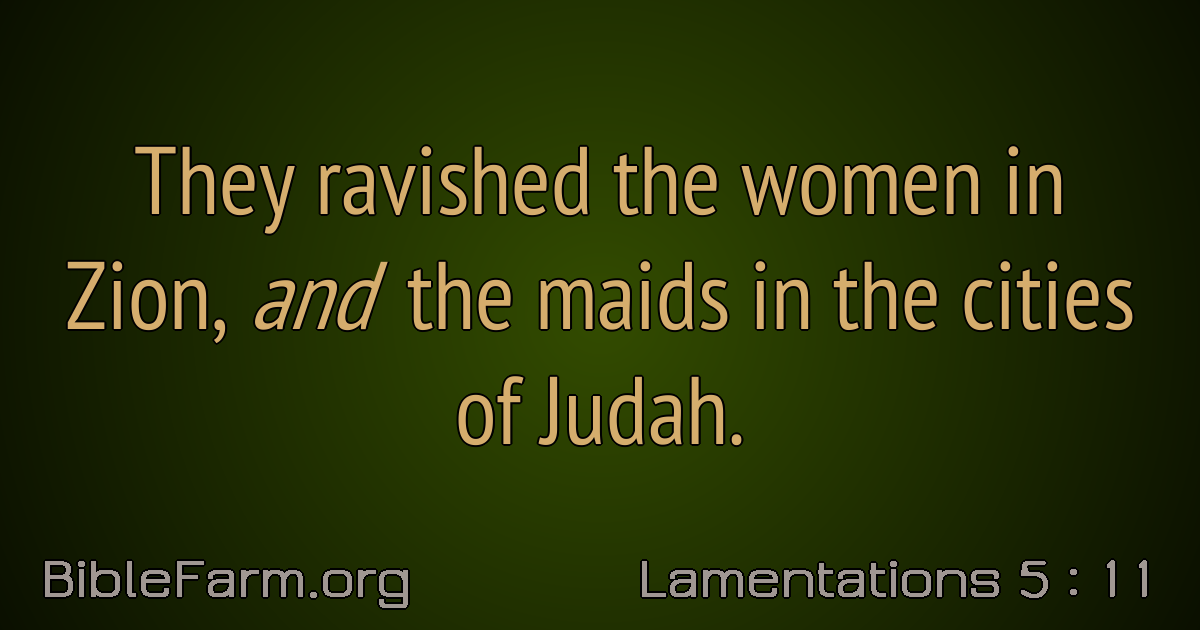 They ravished the women in
Zion, and the maids in the cities
of Judah.
BibleFarm.org
Lamentations 5 : 11